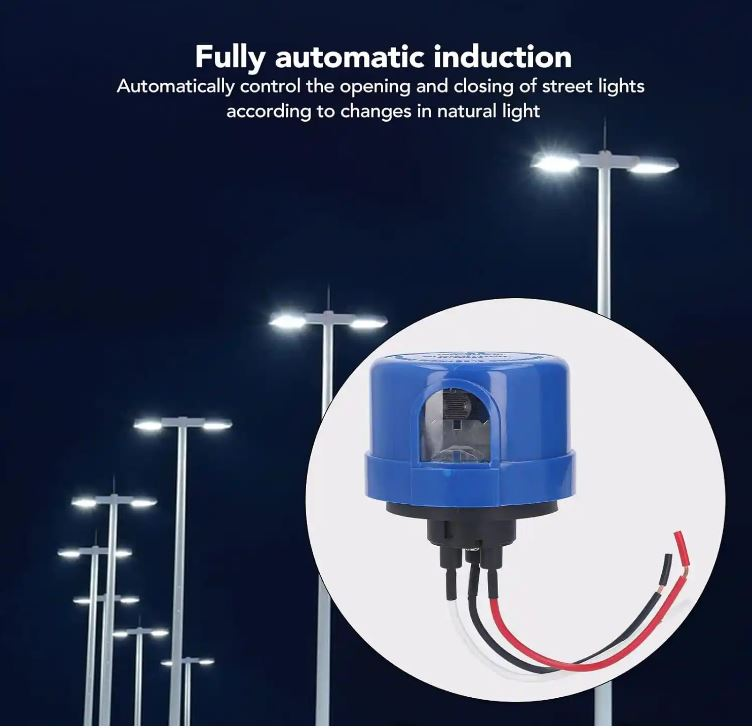 Fully automatic induction
Automatically control the opening and closing of street lights
according to changes in natural light